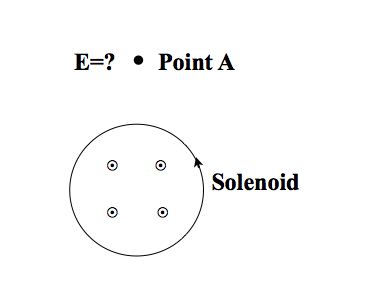 E=? • Point A
Solenoid